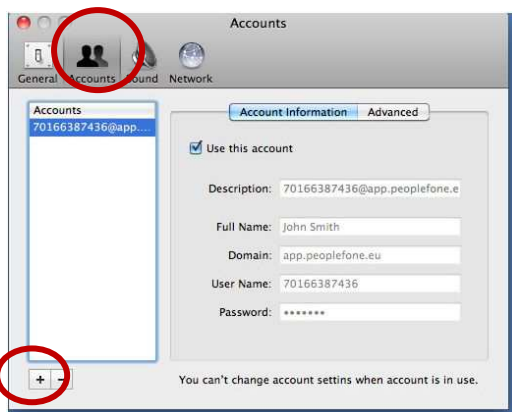 Accounts
General Accounts Sound Network
Accounts
70166387436@app....
Account Information Advanced
Use this account
Description: 70166387436@app.peoplefone.e
Full Name: John Smith
Domain: app.peoplefone.eu
User Name: 70166387436
Password: •••••••
+ −
You can't change account settins when account is in use.